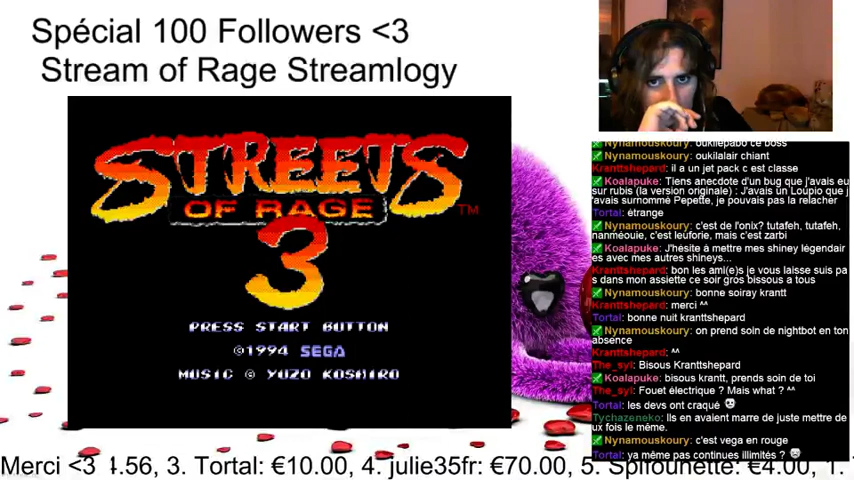 Spécial 100 Followers <3
Stream of Rage Streamlogy
STREETS
OF RAGE
TM
3
PRESS START BUTTON
©1994 SEGA
MUSIC © YUZO KOSHIRO
Nynamouskoury: oukilepabo ce boss
Nynamouskoury: oukilalair chiant
Kranttshepard: il a un jet pack c est classe
Koalapuke: Tiens anecdote d'un bug que j'avais eu
sur rubis (la version originale) : J'avais un Loupio que j
'avais surnommé Pepette, je pouvais pas la relacher
Tortal: étrange
Nynamouskoury: c'est de l'onix? tutafeh, tutafeh,
nanméouie, c'est leuforie, mais c'est zarbi
Koalapuke: J'hésite à mettre mes shiney légendair
es avec mes autres shineys...
Kranttshepard: bon les ami(e)s je vous laisse suis pa
s dans mon assiette ce soir gros bissous a tous
Nynamouskoury: bonne soiray krantt
Kranttshepard: merci ^^
Tortal: bonne nuit kranttshepard
Nynamouskoury: on prend soin de nightbot en ton
absence
Kranttshepard: ^^
The_syl: Bisous Kranttshepard
Koalapuke: bisous krantt, prends soin de toi
The_syl: Fouet électrique ? Mais what ? ^^
Tortal: les devs ont craqué
Tychazeneko: Ils en avaient marre de juste mettre de
ux fois le même.
Nynamouskoury: c'est vega en rouge
Tortal: ya même pas continues illimités ?
Merci <3 4.56, 3. Tortal: €10.00, 4. julie35fr: €70.00, 5. Spifounette: €4.00, 1.